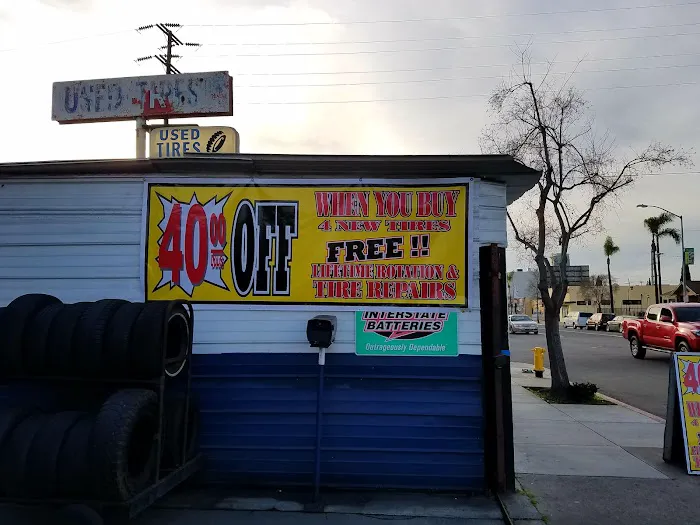 USED TIRES
USED
TIRES
40 00 OFF
WHEN YOU BUY
4 NEW TIRES
FREE !!
LIFETIME ROTATION &
TIRE REPAIRS
INTERSTATE
BATTERIES
Outrageously Dependable
40